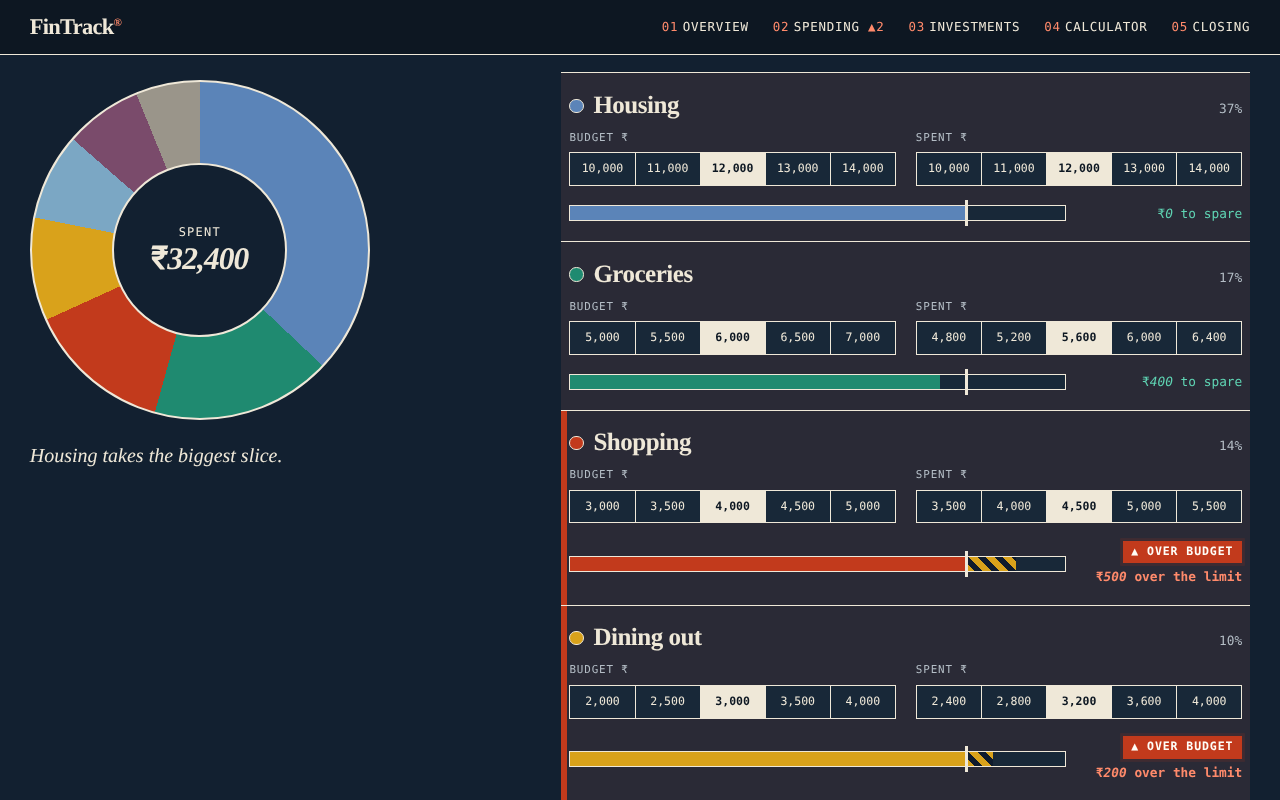 FinTrack®
01 OVERVIEW 02 SPENDING ▲2 03 INVESTMENTS 04 CALCULATOR 05 CLOSING
SPENT
₹32,400
Housing takes the biggest slice.
Housing 37%
BUDGET ₹ SPENT ₹
10,000 11,000 12,000 13,000 14,000 10,000 11,000 12,000 13,000 14,000
₹0 to spare
Groceries 17%
BUDGET ₹ SPENT ₹
5,000 5,500 6,000 6,500 7,000 4,800 5,200 5,600 6,000 6,400
₹400 to spare
Shopping 14%
BUDGET ₹ SPENT ₹
3,000 3,500 4,000 4,500 5,000 3,500 4,000 4,500 5,000 5,500
▲ OVER BUDGET
₹500 over the limit
Dining out 10%
BUDGET ₹ SPENT ₹
2,000 2,500 3,000 3,500 4,000 2,400 2,800 3,200 3,600 4,000
▲ OVER BUDGET
₹200 over the limit